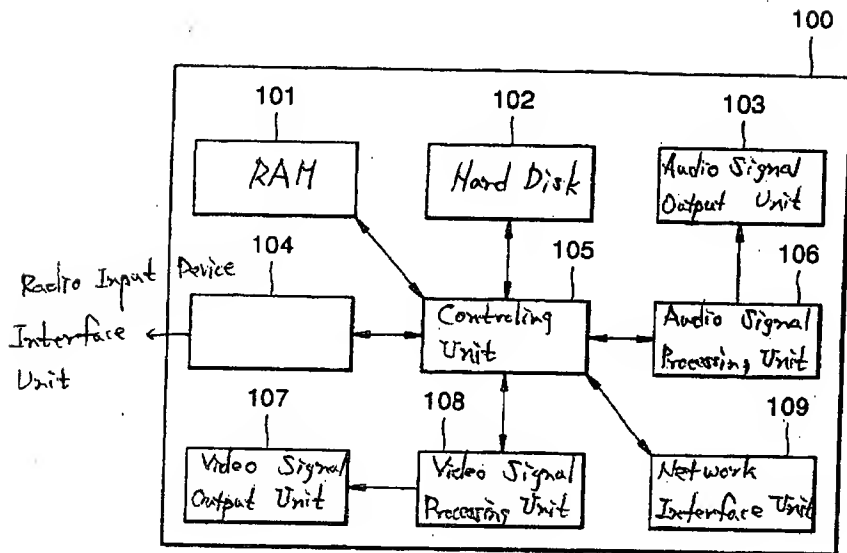 100
101
102
103
RAM
Hard Disk
Audio Signal
Output Unit
104
105
106
Radio Input Device
Interface
Unit
Controling
Unit
Audio Signal
Processing Unit
107
108
109
Video Signal
Output Unit
Video Signal
Processing Unit
Network
Interface Unit